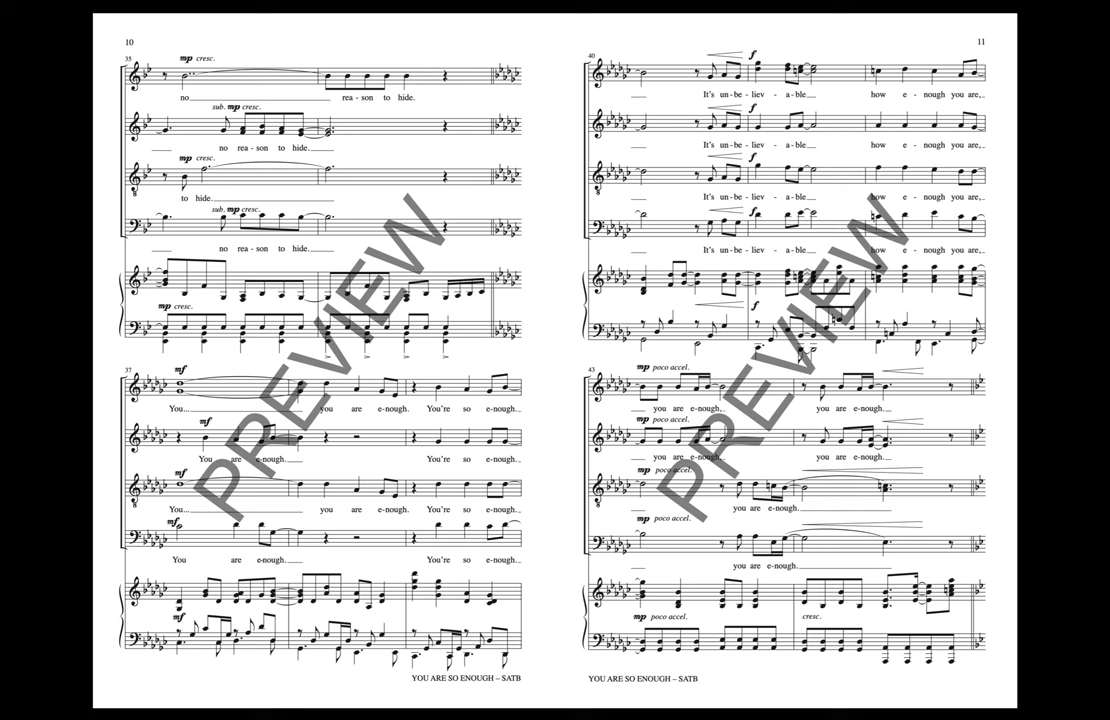 10
35
mp cresc.
no rea - son to hide.
sub. mp cresc.
no rea - son to hide.
mp cresc.
to hide.
sub. mp cresc.
no rea - son to hide.
mp cresc.
37
mf
You... you are e-nough. You're so e-nough.
mf
You are e-nough. You're so e-nough.
mf
You... you are e-nough. You're so e-nough.
mf
You are e-nough. You're so e-nough.
mf
YOU ARE SO ENOUGH – SATB
PREVIEW
11
40
f
It's un-be - liev - a-ble how e - nough you are,
f
It's un-be - liev - a-ble how e - nough you are,
f
It's un-be - liev - a-ble how e - nough you are,
f
It's un-be - liev - a-ble how e - nough you are,
f
43
mp poco accel.
you are e-nough, you are e-nough.
mp poco accel.
you are e-nough, you are e-nough.
mp poco accel.
you are e-nough.
mp poco accel.
you are e-nough.
mp poco accel. cresc.
YOU ARE SO ENOUGH – SATB
PREVIEW